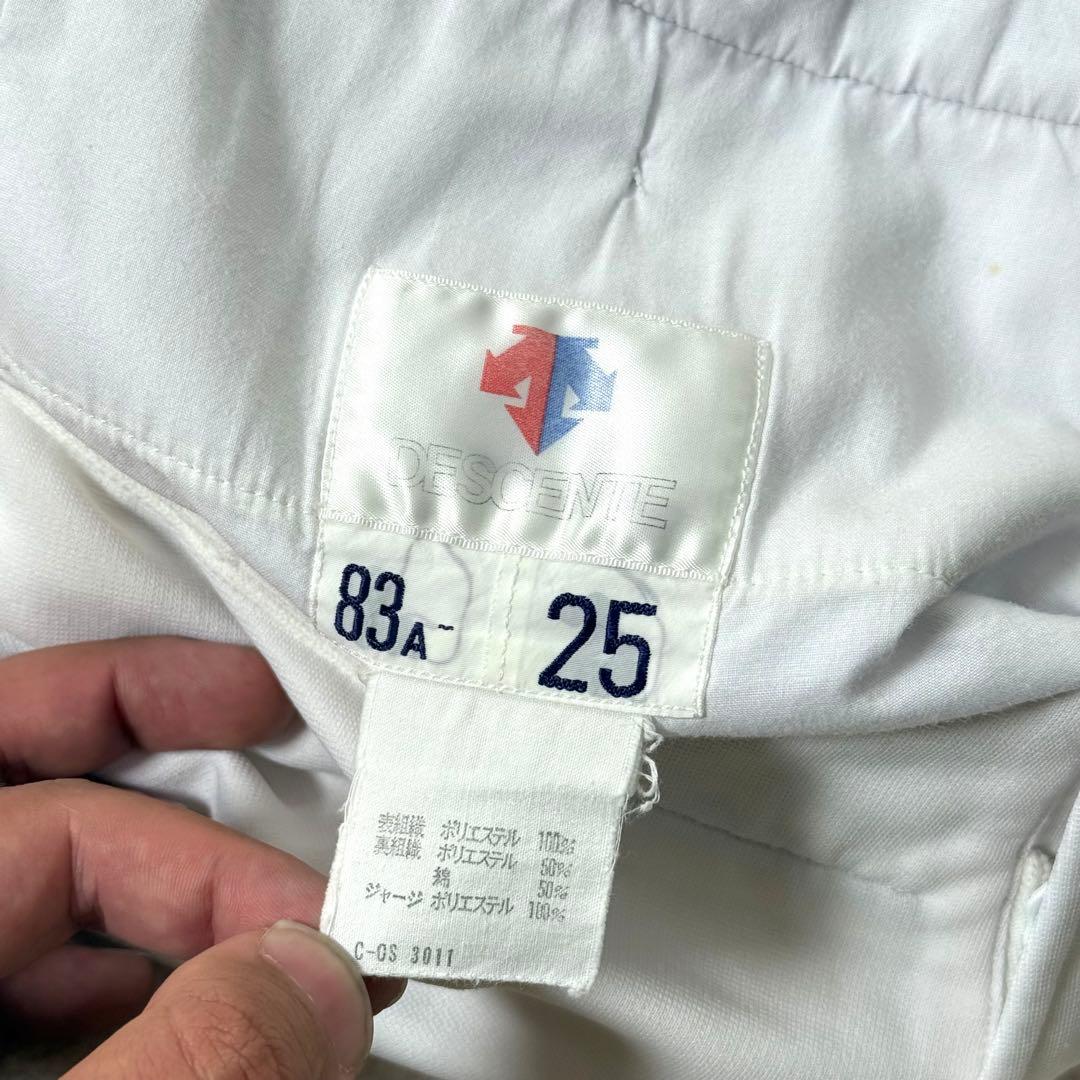 DESCENTE
83A~ 25
表組織 ポリエステル 100%
裏組織 ポリエステル 50%
綿 50%
ジャージ ポリエステル 100%
C-OS 3011